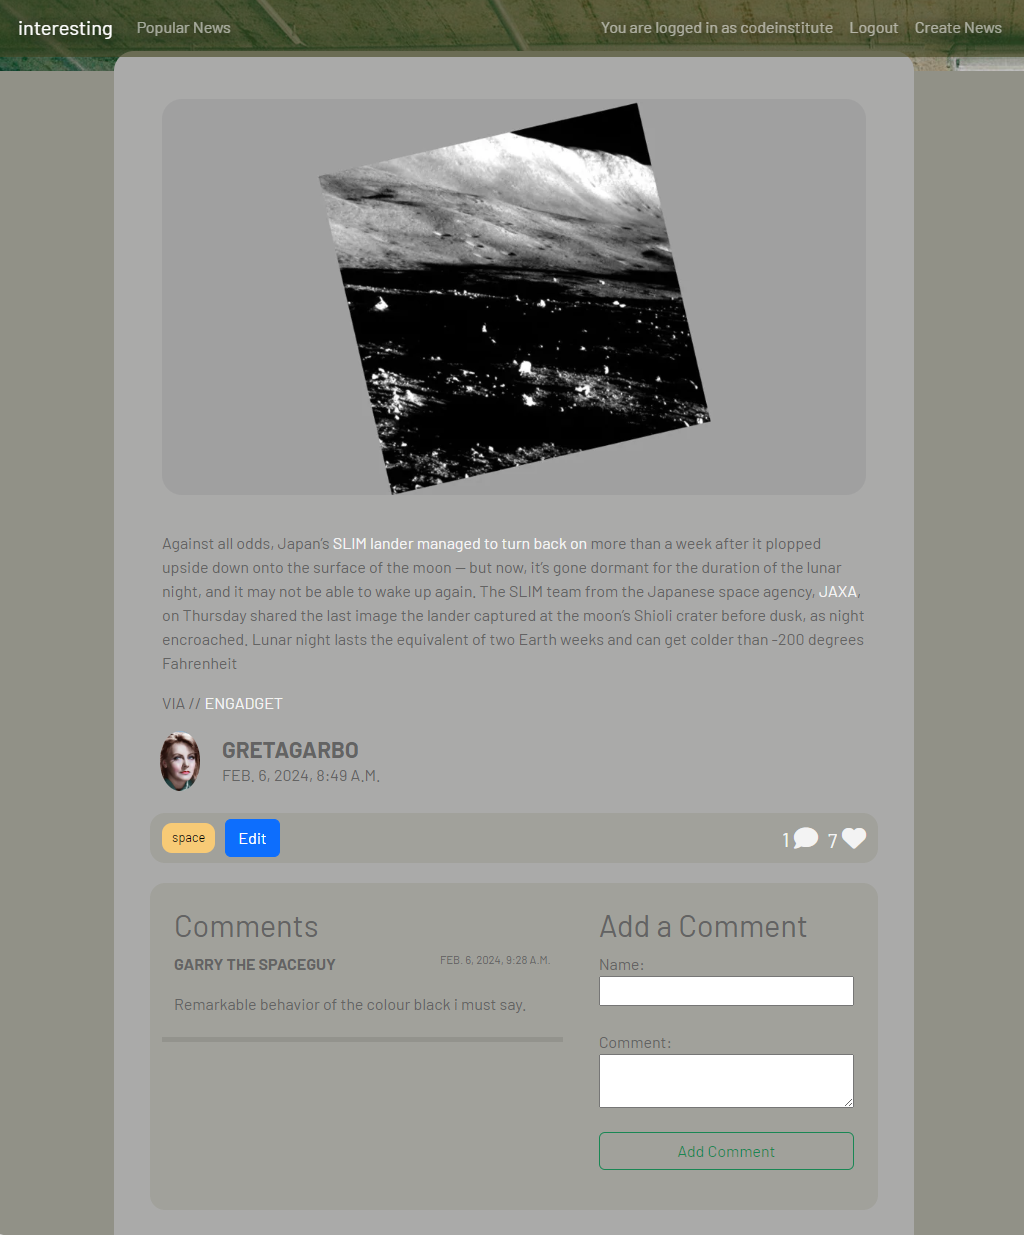 interesting Popular News You are logged in as codeinstitute Logout Create News
Against all odds, Japan’s SLIM lander managed to turn back on more than a week after it plopped
upside down onto the surface of the moon — but now, it’s gone dormant for the duration of the lunar
night, and it may not be able to wake up again. The SLIM team from the Japanese space agency, JAXA,
on Thursday shared the last image the lander captured at the moon’s Shioli crater before dusk, as night
encroached. Lunar night lasts the equivalent of two Earth weeks and can get colder than -200 degrees
Fahrenheit
VIA // ENGADGET
GRETAGARBO
FEB. 6, 2024, 8:49 A.M.
space Edit 1 7
Comments
GARRY THE SPACEGUY FEB. 6, 2024, 9:28 A.M.
Remarkable behavior of the colour black i must say.
Add a Comment
Name:
Comment:
Add Comment